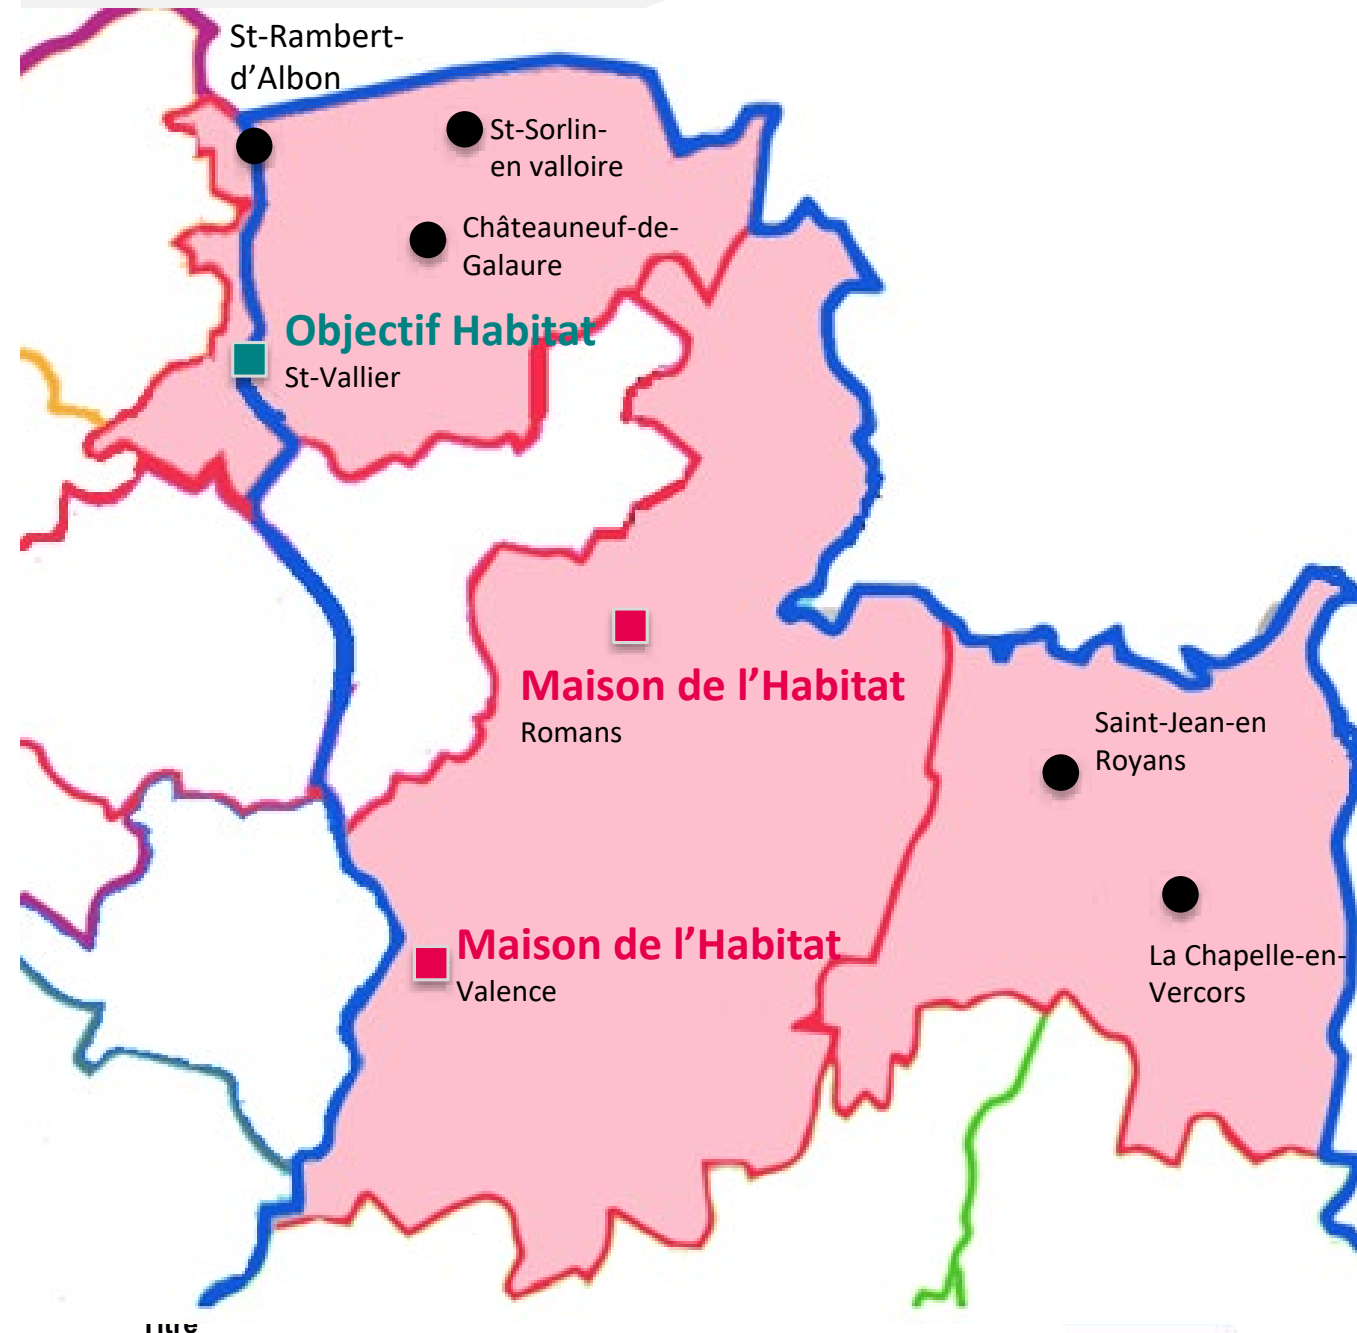 St-Rambert-
d’Albon
St-Sorlin-
en valloire
Châteauneuf-de-
Galaure
Objectif Habitat
St-Vallier
Maison de l’Habitat
Romans
Saint-Jean-en
Royans
Maison de l’Habitat
Valence
La Chapelle-en-
Vercors
Titre